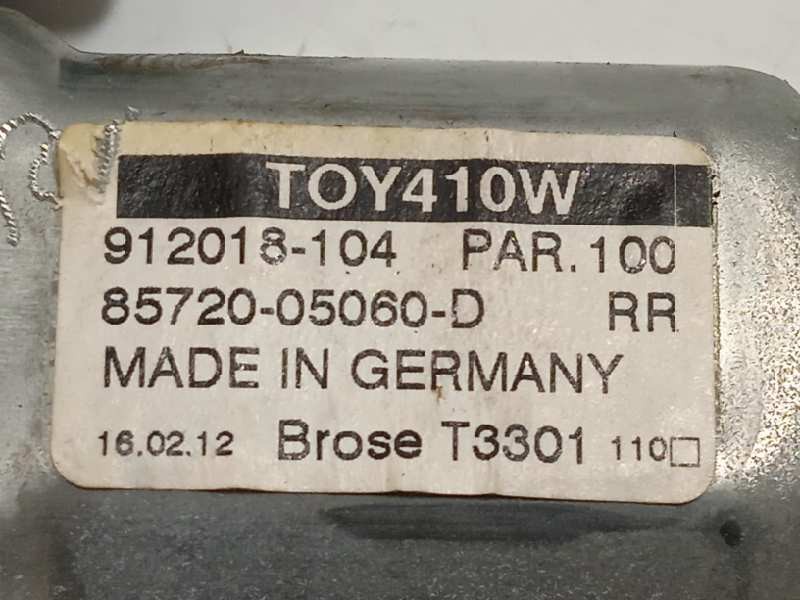 TOY410W
912018-104 PAR.100
85720-05060-D RR
MADE IN GERMANY
16.02.12 Brose T3301 110□